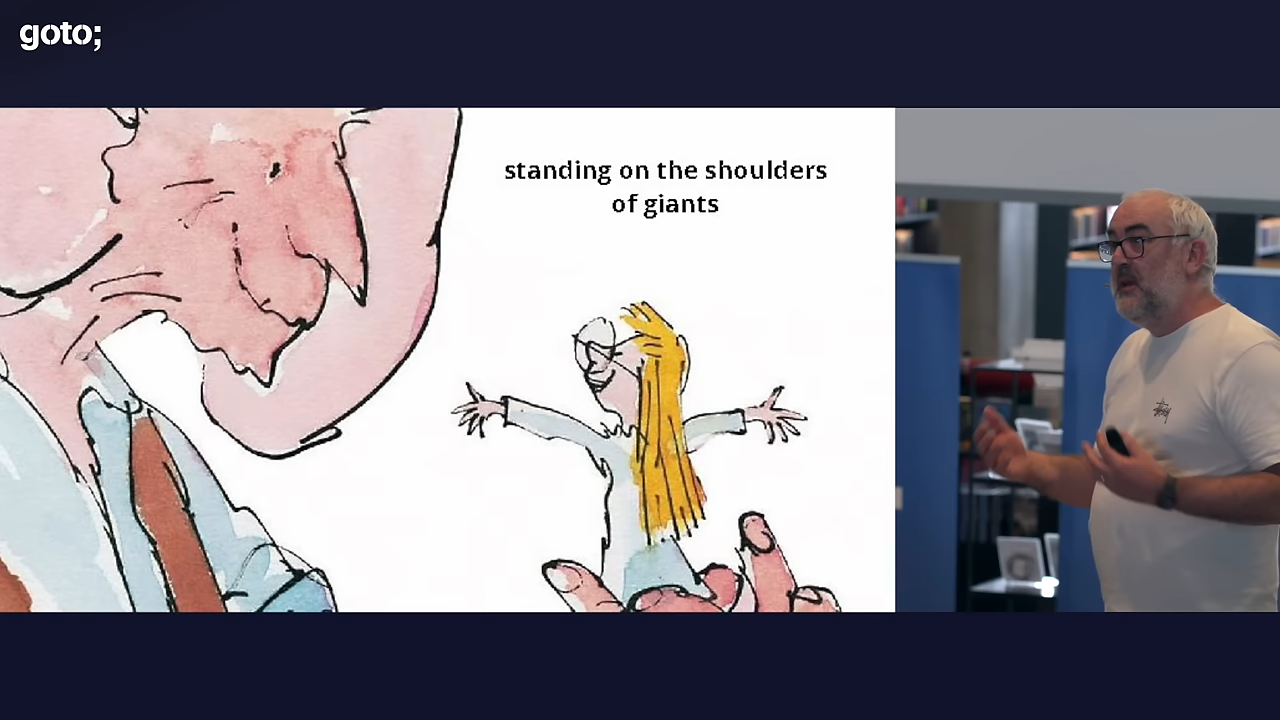 goto;
standing on the shoulders
of giants